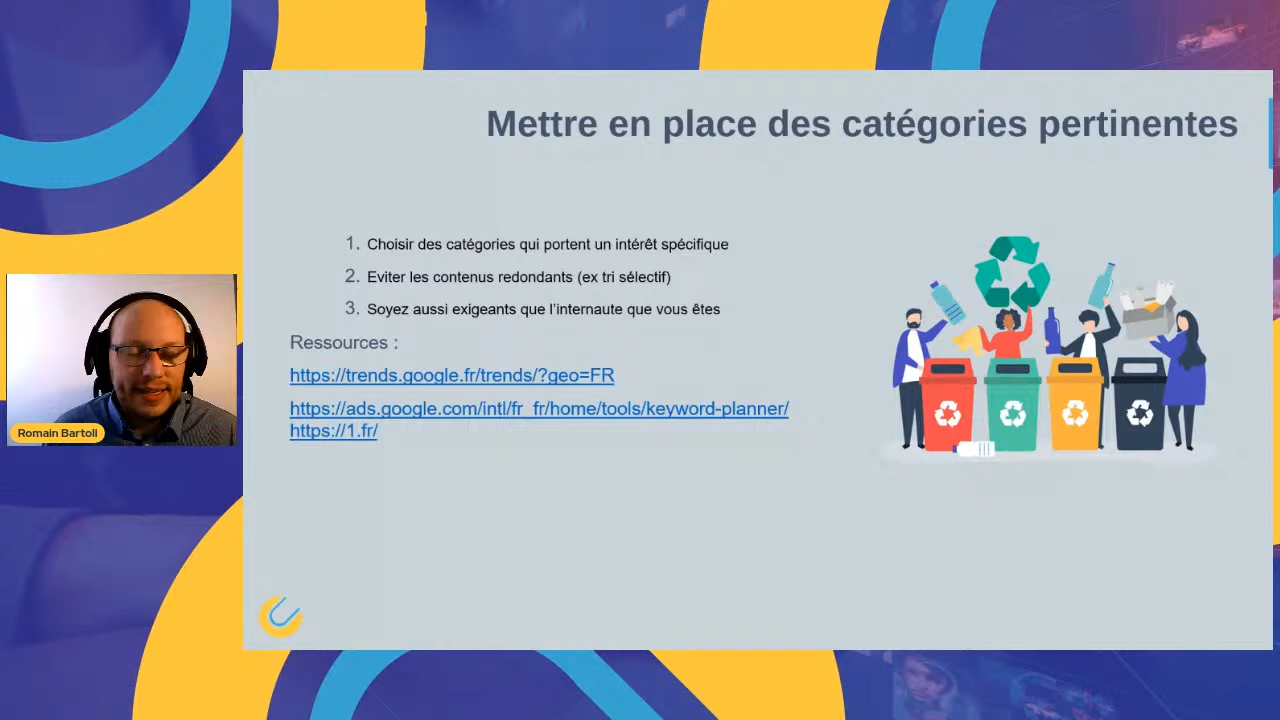 Mettre en place des catégories pertinentes
1. Choisir des catégories qui portent un intérêt spécifique
2. Eviter les contenus redondants (ex tri sélectif)
3. Soyez aussi exigeants que l'internaute que vous êtes
Ressources :
https://trends.google.fr/trends/?geo=FR
https://ads.google.com/intl/fr_fr/home/tools/keyword-planner/
https://1.fr/
Romain Bartoli